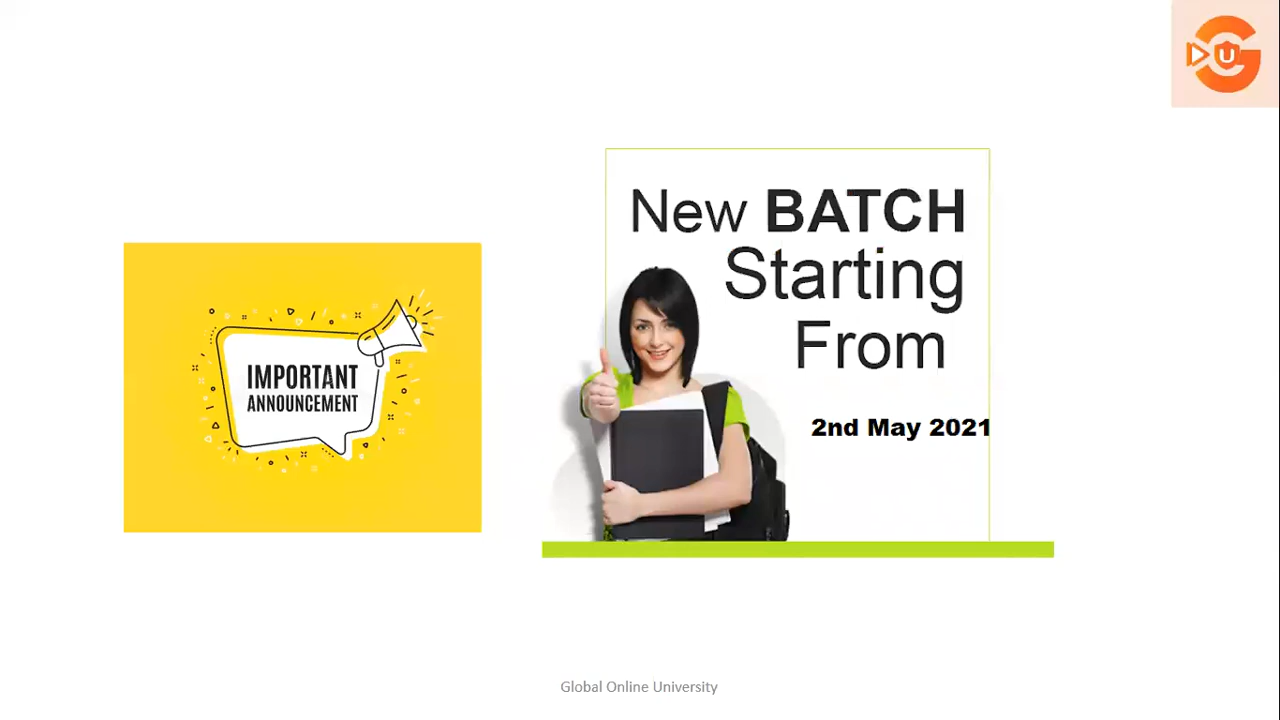 U
New BATCH
Starting
From
2nd May 2021
IMPORTANT
ANNOUNCEMENT
Global Online University